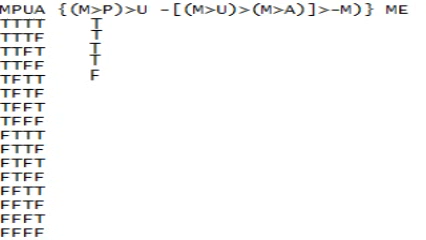 MPUA {(M>P)>U -[(M>U)>(M>A)]>-M)} ME
TTTT T
TTTF T
TTFT T
TTFF T
TFTT F
TFTF
TFFT
TFFF
FTTT
FTTF
FTFT
FTFF
FFTT
FFTF
FFFT
FFFF